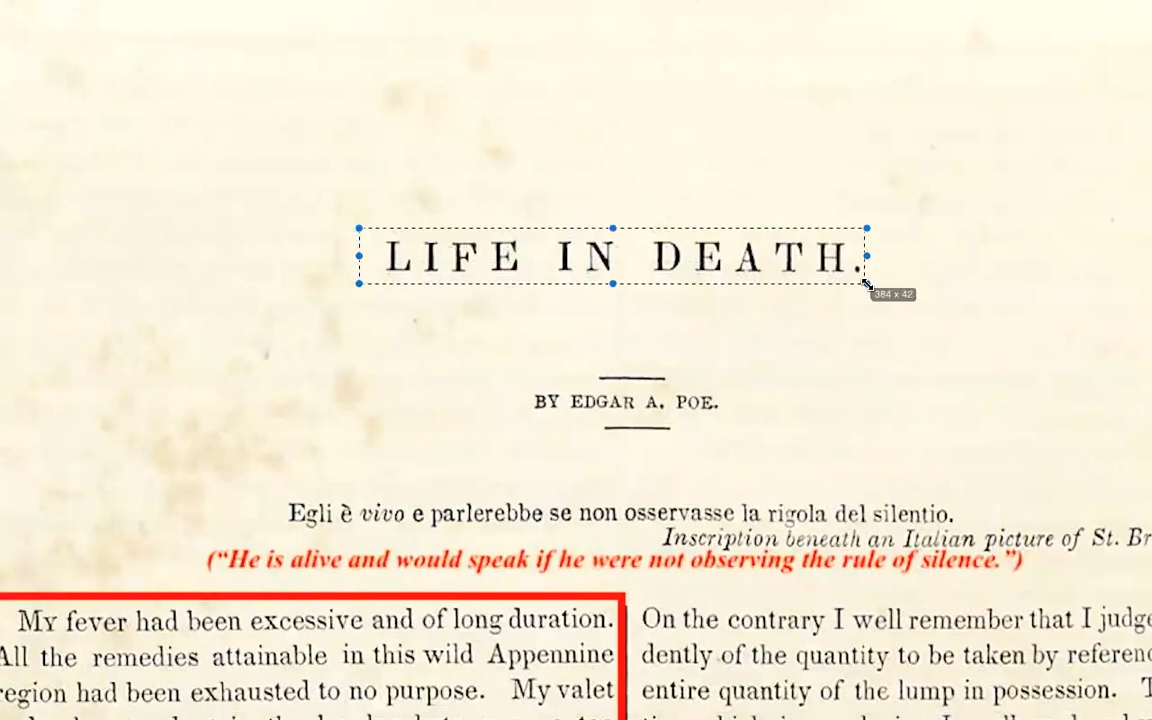 LIFE IN DEATH.
384 x 42
BY EDGAR A. POE.
Egli è vivo e parlerebbe se non osservasse la rigola del silentio.
Inscription beneath an Italian picture of St. Br
(“He is alive and would speak if he were not observing the rule of silence.”)
My fever had been excessive and of long duration.
All the remedies attainable in this wild Appennine
region had been exhausted to no purpose. My valet
On the contrary I well remember that I judge
dently of the quantity to be taken by referenc
entire quantity of the lump in possession. T